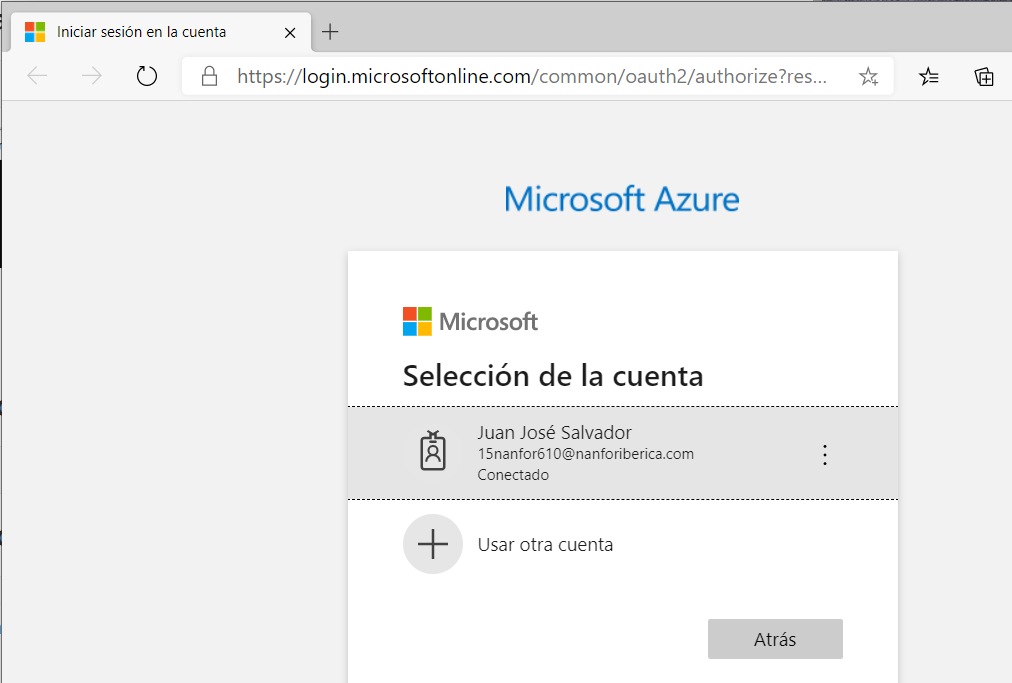 Iniciar sesión en la cuenta
https://login.microsoftonline.com/common/oauth2/authorize?res...
Microsoft Azure
Microsoft
Selección de la cuenta
Juan José Salvador
15nanfor610@nanforiberica.com
Conectado
Usar otra cuenta
Atrás